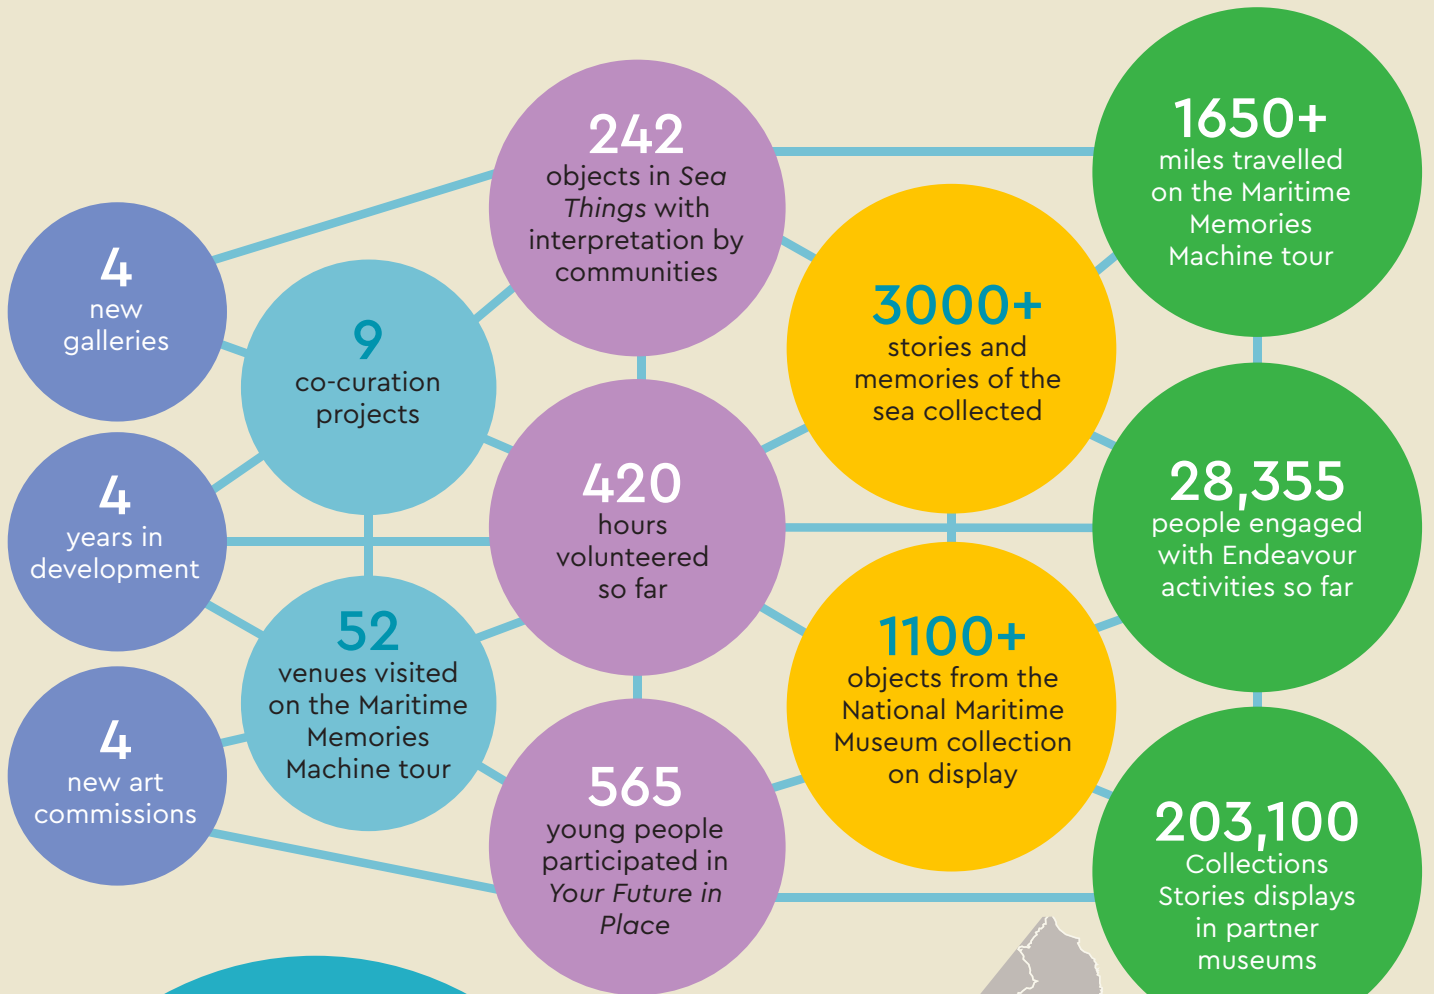 4
new
galleries
4
years in
development
4
new art
commissions
9
co-curation
projects
52
venues visited
on the Maritime
Memories
Machine tour
242
objects in Sea
Things with
interpretation by
communities
420
hours
volunteered
so far
565
young people
participated in
Your Future in
Place
3000+
stories and
memories of the
sea collected
1100+
objects from the
National Maritime
Museum collection
on display
1650+
miles travelled
on the Maritime
Memories
Machine tour
28,355
people engaged
with Endeavour
activities so far
203,100
Collections
Stories displays
in partner
museums